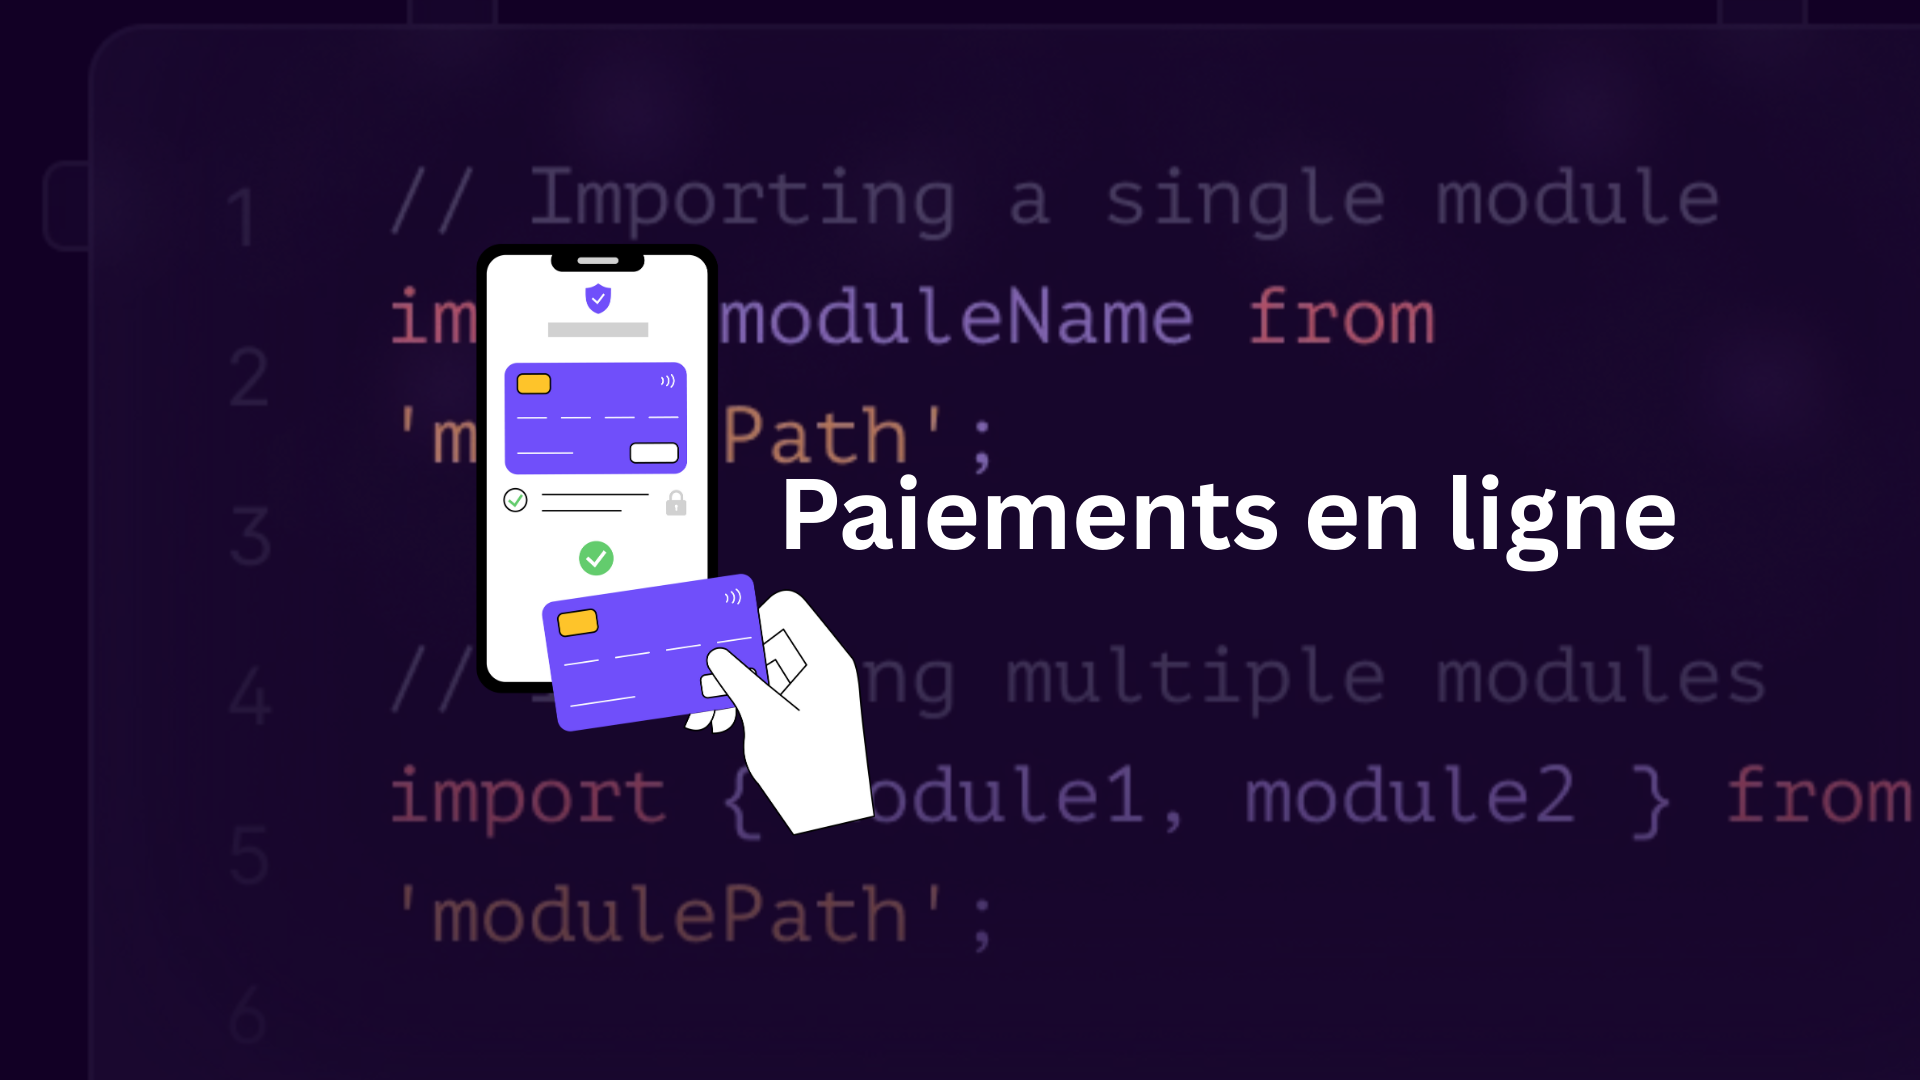 1
// Importing a single module
im moduleName from
2
'm Path';
Paiements en ligne
3
// ng multiple modules
4
import { odule1, module2 } from
5
'modulePath';
6